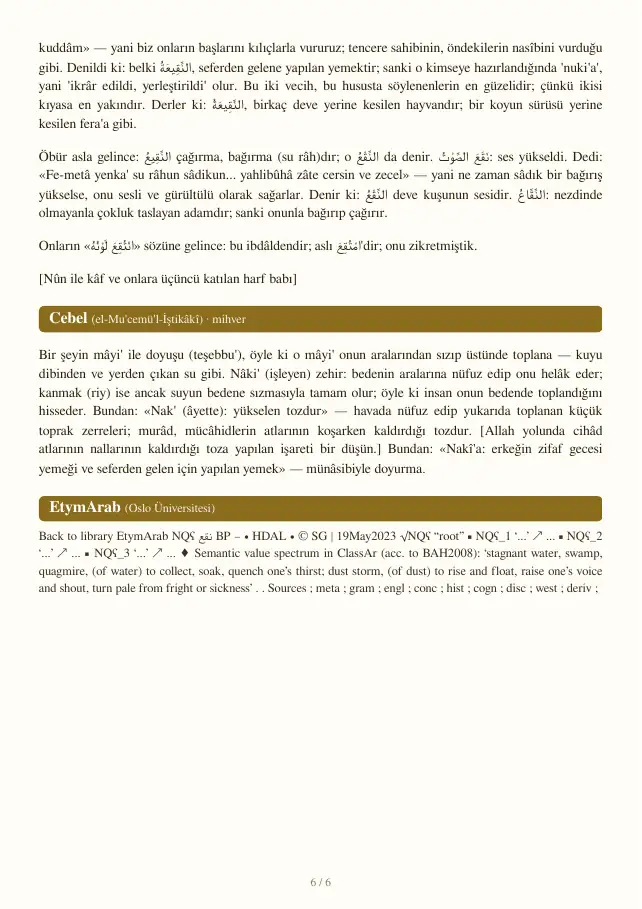 kuddâm» — yani biz onların başlarını kılıçlarla vururuz; tencere sahibinin, öndekilerin nasîbini vurduğu
gibi. Denildi ki: belki النَّقِيعَةُ, seferden gelene yapılan yemektir; sanki o kimseye hazırlandığında 'nuki'a',
yani 'ikrâr edildi, yerleştirildi' olur. Bu iki vecih, bu hususta söylenenlerin en güzelidir; çünkü ikisi
kıyasa en yakındır. Derler ki: النَّقِيعَةُ, birkaç deve yerine kesilen hayvandır; bir koyun sürüsü yerine
kesilen fera'a gibi.
Öbür asla gelince: النَّقِيعُ çağırma, bağırma (su râh)dır; o النَّقْعُ da denir. نَقَعَ الصَّوْتُ: ses yükseldi. Dedi:
«Fe-metâ yenka' su râhun sâdikun... yahlibûhâ zâte cersin ve zecel» — yani ne zaman sâdık bir bağırış
yükselse, onu sesli ve gürültülü olarak sağarlar. Denir ki: النَّقْعُ deve kuşunun sesidir. النَّقَّاعُ: nezdinde
olmayanla çokluk taslayan adamdır; sanki onunla bağırıp çağırır.
Onların «انْتُقِعَ لَوْنُهُ» sözüne gelince: bu ibdâldendir; aslı امْتُقِعَ'dir; onu zikretmiştik.
[Nûn ile kâf ve onlara üçüncü katılan harf babı]
Cebel (el-Mu'cemü'l-İştikâkî) · mihver
Bir şeyin mâyi' ile doyuşu (teşebbu'), öyle ki o mâyi' onun aralarından sızıp üstünde toplana — kuyu
dibinden ve yerden çıkan su gibi. Nâki' (işleyen) zehir: bedenin aralarına nüfuz edip onu helâk eder;
kanmak (riy) ise ancak suyun bedene sızmasıyla tamam olur; öyle ki insan onun bedende toplandığını
hisseder. Bundan: «Nak' (âyette): yükselen tozdur» — havada nüfuz edip yukarıda toplanan küçük
toprak zerreleri; murâd, mücâhidlerin atlarının koşarken kaldırdığı tozdur. [Allah yolunda cihâd
atlarının nallarının kaldırdığı toza yapılan işareti bir düşün.] Bundan: «Nakî'a: erkeğin zifaf gecesi
yemeği ve seferden gelen için yapılan yemek» — münâsibiyle doyurma.
EtymArab (Oslo Üniversitesi)
Back to library EtymArab NQʕ نقع BP – • HDAL • © SG | 19May2023 √NQʕ “root” ▪ NQʕ_1 ‘...’ ↗ ... ▪ NQʕ_2
‘...’ ↗ ... ▪ NQʕ_3 ‘...’ ↗ ... ♦ Semantic value spectrum in ClassAr (acc. to BAH2008): ‘stagnant water, swamp,
quagmire, (of water) to collect, soak, quench one’s thirst; dust storm, (of dust) to rise and float, raise one’s voice
and shout, turn pale from fright or sickness’ . . Sources ; meta ; gram ; engl ; conc ; hist ; cogn ; disc ; west ; deriv ;
6 / 6